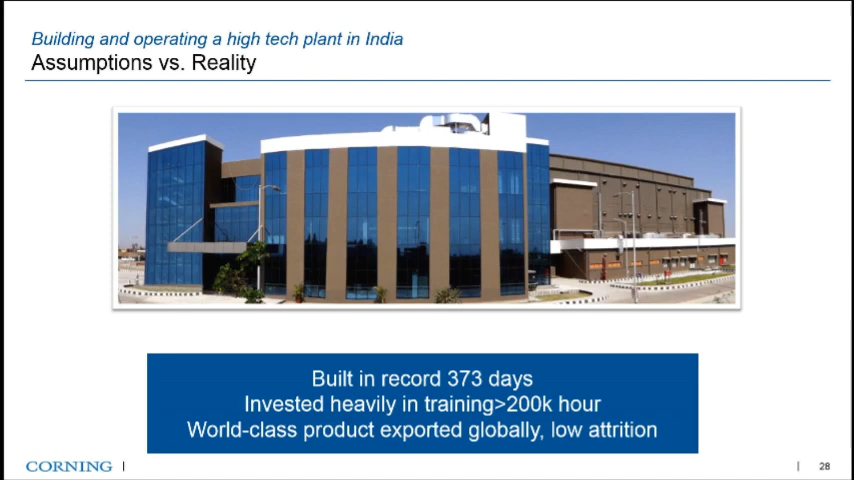 Building and operating a high tech plant in India
Assumptions vs. Reality
Built in record 373 days
Invested heavily in training>200k hour
World-class product exported globally, low attrition
CORNING | | 28